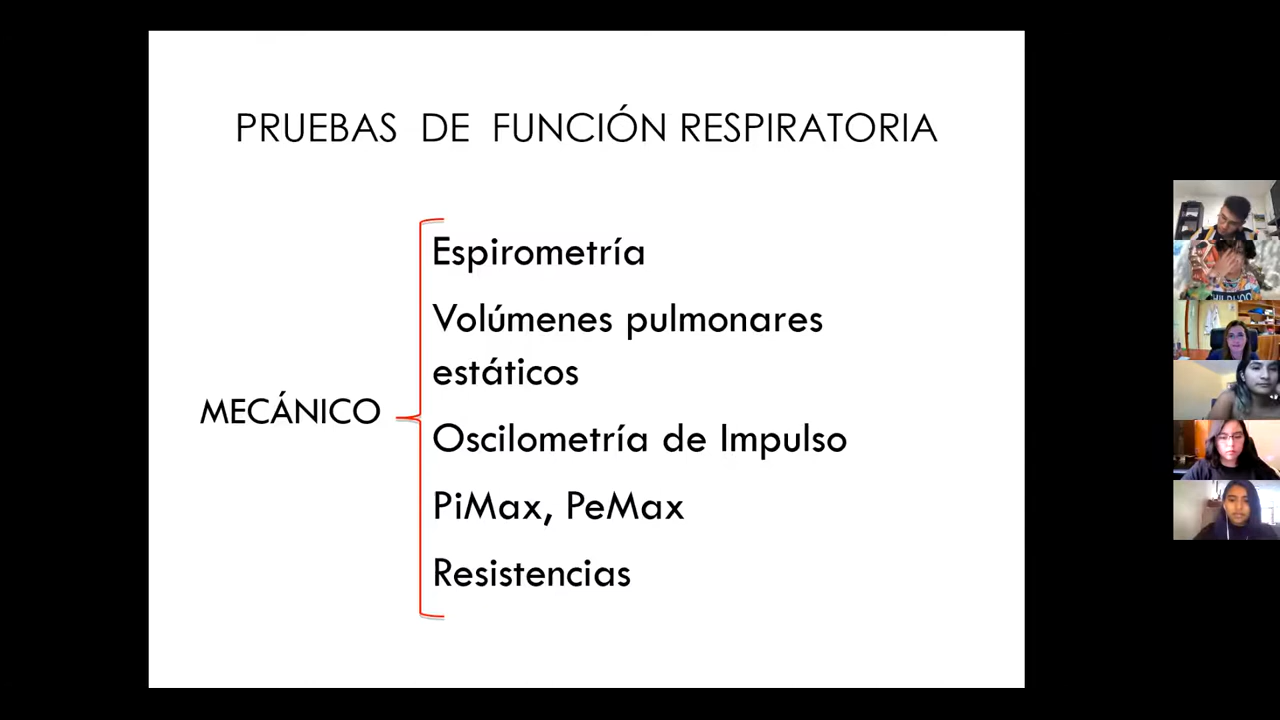 PRUEBAS DE FUNCIÓN RESPIRATORIA
MECÁNICO
Espirometría
Volúmenes pulmonares
estáticos
Oscilometría de Impulso
PiMax, PeMax
Resistencias